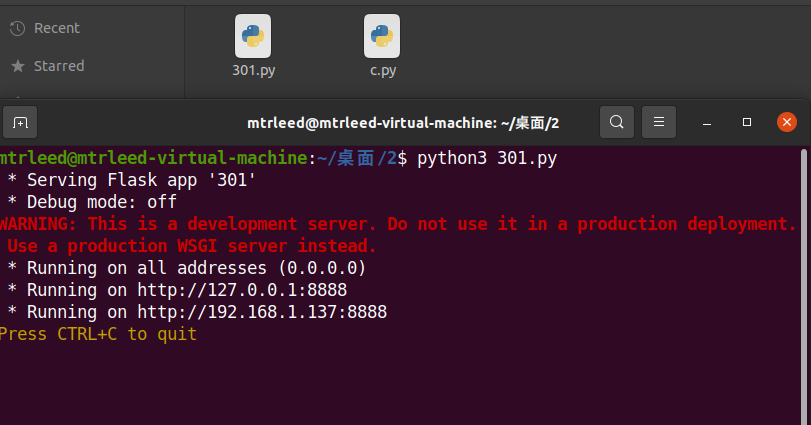 Recent
301.py
c.py
Starred
mtrleed@mtrleed-virtual-machine: ~/桌面/2
mtrleed@mtrleed-virtual-machine:~/桌面/2$ python3 301.py
* Serving Flask app '301'
* Debug mode: off
WARNING: This is a development server. Do not use it in a production deployment.
Use a production WSGI server instead.
* Running on all addresses (0.0.0.0)
* Running on http://127.0.0.1:8888
* Running on http://192.168.1.137:8888
Press CTRL+C to quit